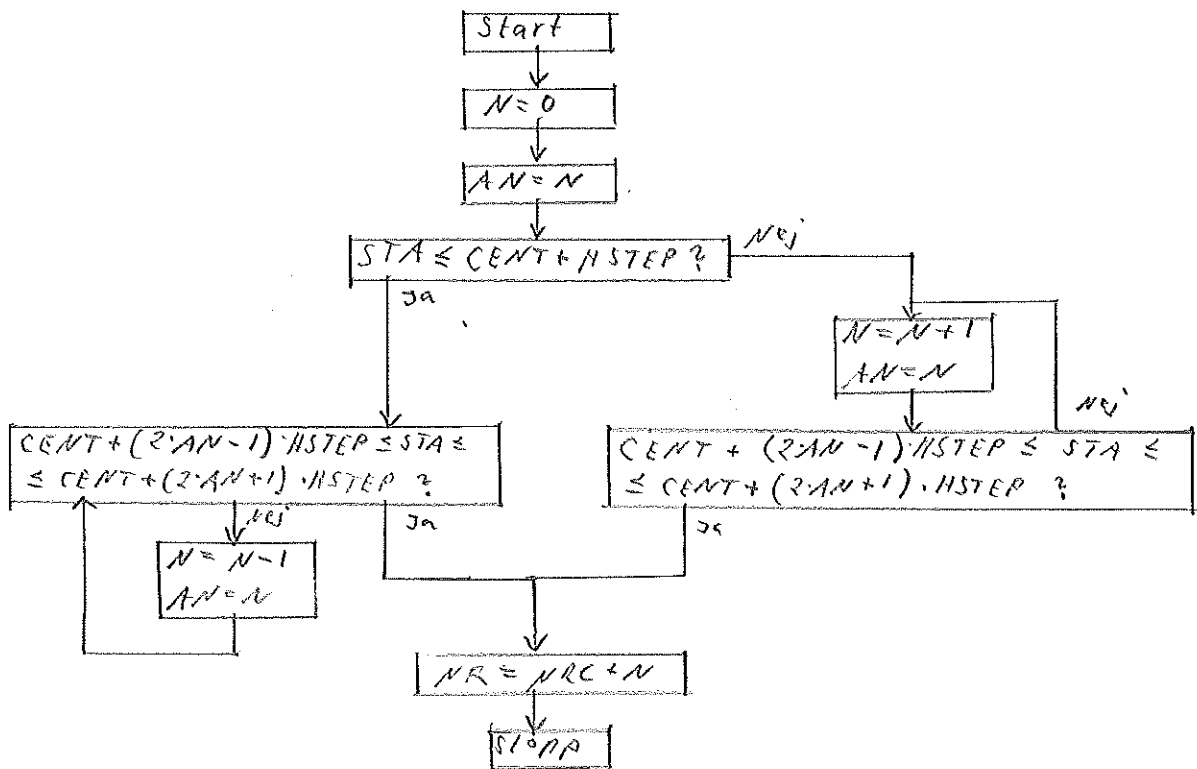 Start
N = 0
AN = N
STA ≤ CENT + HSTEP ?
Nej
Ja
N = N + 1
AN = N
Nej
CENT + (2·AN - 1)·HSTEP ≤ STA ≤
≤ CENT + (2·AN + 1)·HSTEP ?
Nej
Ja
CENT + (2·AN - 1)·HSTEP ≤ STA ≤
≤ CENT + (2·AN + 1)·HSTEP ?
Ja
N = N - 1
AN = N
NR = NRC + N
Stopp